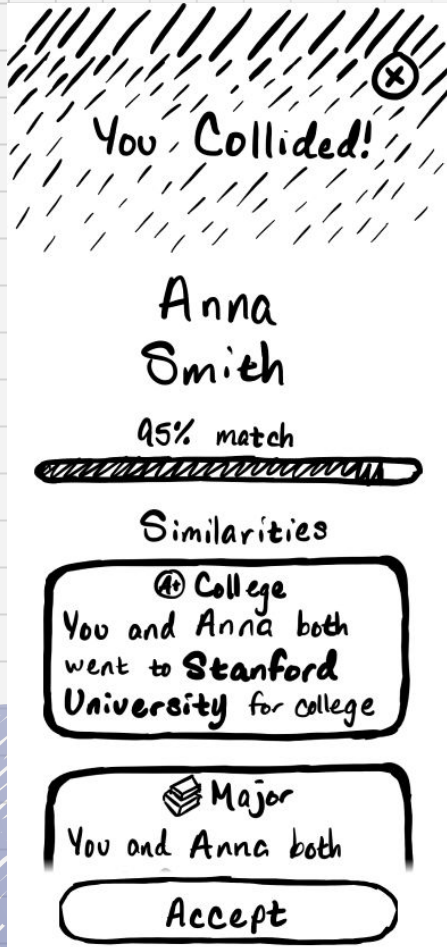 You Collided!
Anna
Smith
95% match
Similarities
A+ College
You and Anna both
went to Stanford
University for college
Major
You and Anna both
Accept